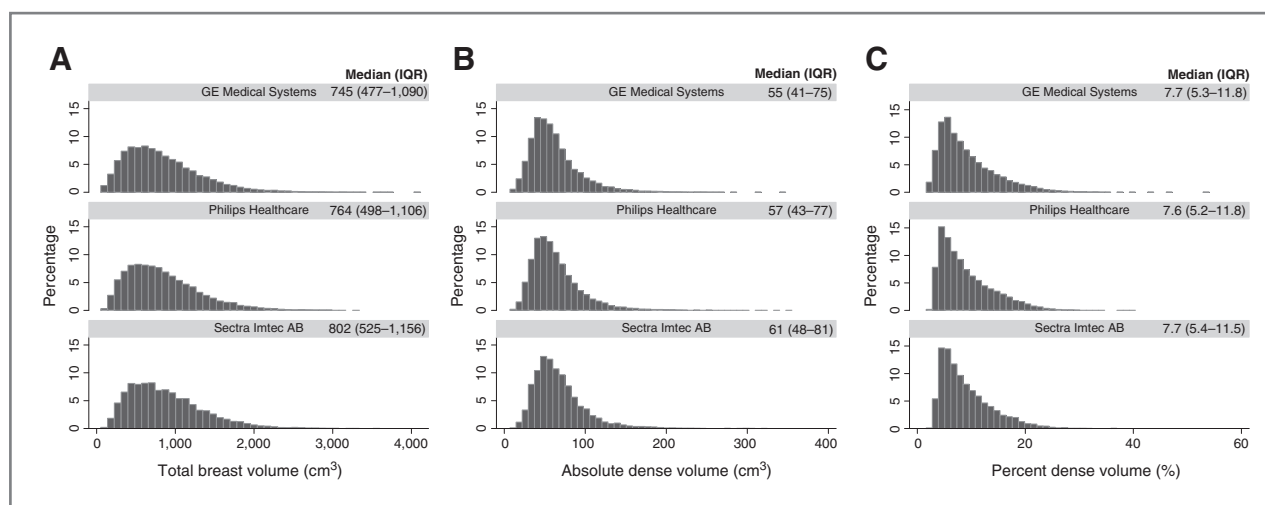 A
B
C
Median (IQR)
Median (IQR)
Median (IQR)
GE Medical Systems 745 (477–1,090)
GE Medical Systems 55 (41–75)
GE Medical Systems 7.7 (5.3–11.8)
15
10
5
0
15
10
5
0
15
10
5
0
Philips Healthcare 764 (498–1,106)
Philips Healthcare 57 (43–77)
Philips Healthcare 7.6 (5.2–11.8)
Percentage
15
10
5
0
Percentage
15
10
5
0
Percentage
15
10
5
0
Sectra Imtec AB 802 (525–1,156)
Sectra Imtec AB 61 (48–81)
Sectra Imtec AB 7.7 (5.4–11.5)
15
10
5
0
15
10
5
0
15
10
5
0
0 1,000 2,000 3,000 4,000
0 100 200 300 400
0 20 40 60
Total breast volume (cm³)
Absolute dense volume (cm³)
Percent dense volume (%)